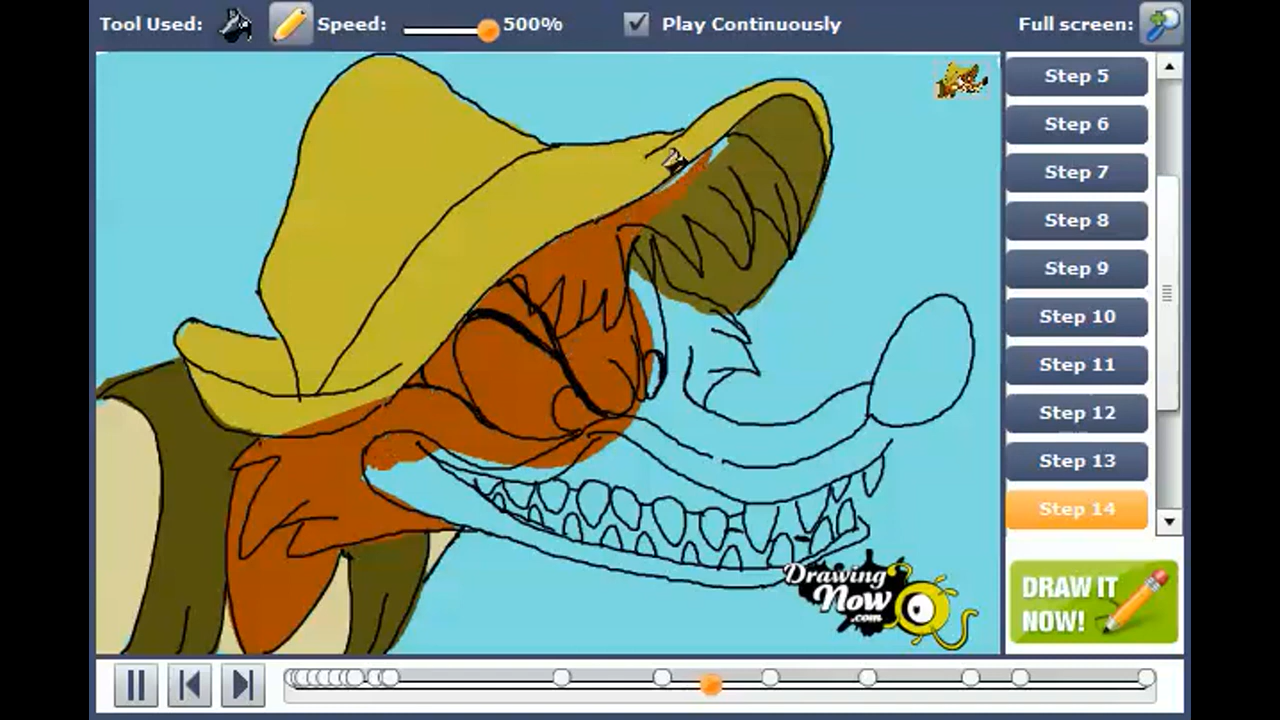 Tool Used:
Speed:
500%
Play Continuously
Full screen:
Step 5
Step 6
Step 7
Step 8
Step 9
Step 10
Step 11
Step 12
Step 13
Step 14
Drawing
Now
.com
DRAW IT
NOW!